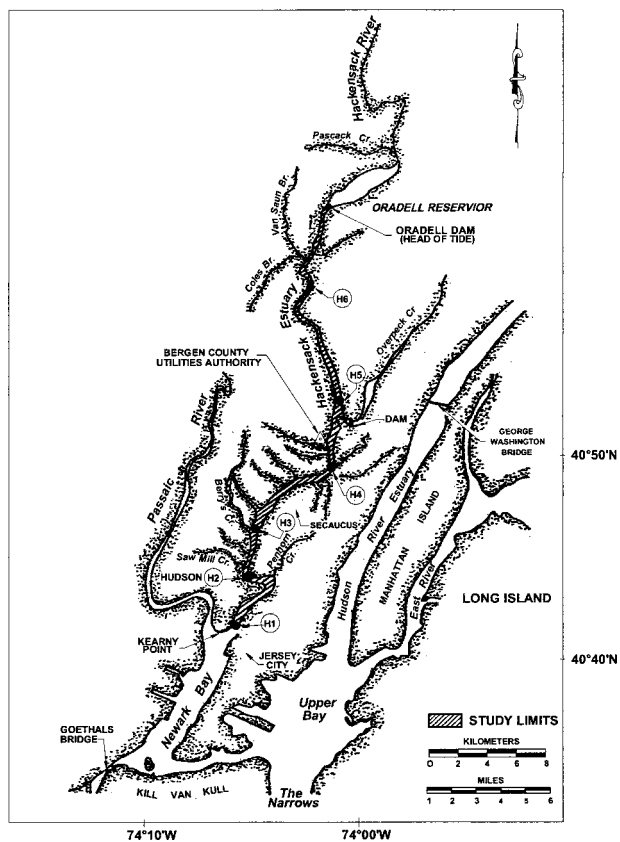 Hackensack River
Pascack Cr.
Van Saun Br.
ORADELL RESERVIOR
ORADELL DAM
(HEAD OF TIDE)
Coles Br.
H6
Estuary
Hackensack
Overpeck Cr
BERGEN COUNTY
UTILITIES AUTHORITY
H5
DAM
Passaic River
GEORGE
WASHINGTON
BRIDGE
40°50'N
H4
Berry's Cr.
H3
SECAUCUS
Hudson River Estuary
MANHATTAN ISLAND
East River
Saw Mill Cr.
Penhorn Cr.
HUDSON
H2
LONG ISLAND
H1
KEARNY
POINT
JERSEY
CITY
40°40'N
Newark Bay
Upper
Bay
GOETHALS
BRIDGE
KILL VAN KULL
The
Narrows
STUDY LIMITS
KILOMETERS
0 2 4 6 8
MILES
1 2 3 4 5 6
74°10'W
74°00'W